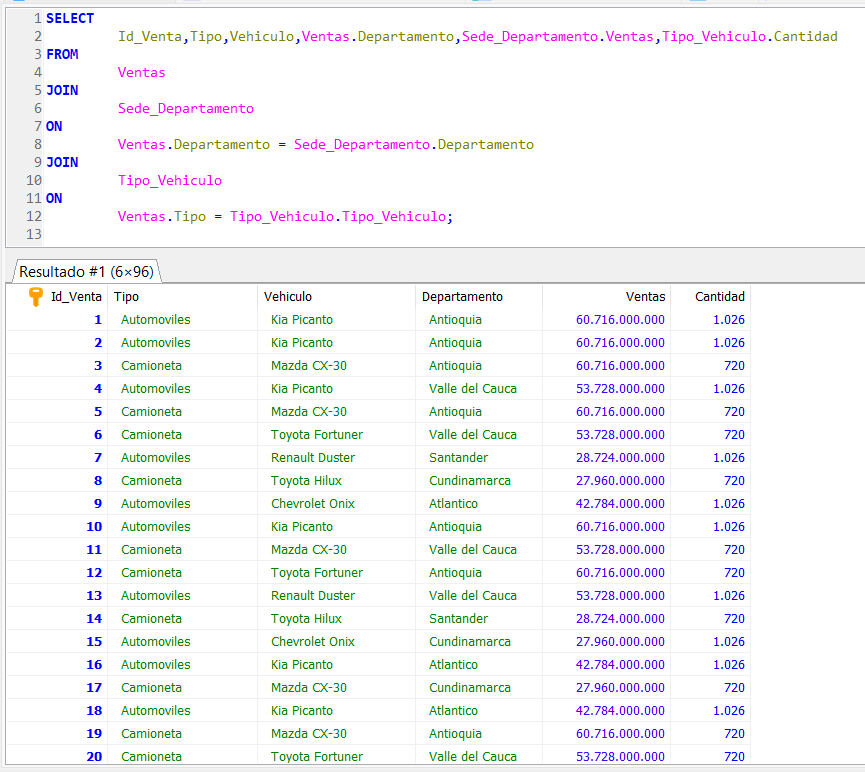 1 SELECT
2 Id_Venta,Tipo,Vehiculo,Ventas.Departamento,Sede_Departamento.Ventas,Tipo_Vehiculo.Cantidad
3 FROM
4 Ventas
5 JOIN
6 Sede_Departamento
7 ON
8 Ventas.Departamento = Sede_Departamento.Departamento
9 JOIN
10 Tipo_Vehiculo
11 ON
12 Ventas.Tipo = Tipo_Vehiculo.Tipo_Vehiculo;
13
Resultado #1 (6×96)
Id_Venta Tipo Vehiculo Departamento Ventas Cantidad
1 Automoviles Kia Picanto Antioquia 60.716.000.000 1.026
2 Automoviles Kia Picanto Antioquia 60.716.000.000 1.026
3 Camioneta Mazda CX-30 Antioquia 60.716.000.000 720
4 Automoviles Kia Picanto Valle del Cauca 53.728.000.000 1.026
5 Camioneta Mazda CX-30 Antioquia 60.716.000.000 720
6 Camioneta Toyota Fortuner Valle del Cauca 53.728.000.000 720
7 Automoviles Renault Duster Santander 28.724.000.000 1.026
8 Camioneta Toyota Hilux Cundinamarca 27.960.000.000 720
9 Automoviles Chevrolet Onix Atlantico 42.784.000.000 1.026
10 Automoviles Kia Picanto Antioquia 60.716.000.000 1.026
11 Camioneta Mazda CX-30 Valle del Cauca 53.728.000.000 720
12 Camioneta Toyota Fortuner Antioquia 60.716.000.000 720
13 Automoviles Renault Duster Valle del Cauca 53.728.000.000 1.026
14 Camioneta Toyota Hilux Santander 28.724.000.000 720
15 Automoviles Chevrolet Onix Cundinamarca 27.960.000.000 1.026
16 Automoviles Kia Picanto Atlantico 42.784.000.000 1.026
17 Camioneta Mazda CX-30 Cundinamarca 27.960.000.000 720
18 Automoviles Kia Picanto Atlantico 42.784.000.000 1.026
19 Camioneta Mazda CX-30 Antioquia 60.716.000.000 720
20 Camioneta Toyota Fortuner Valle del Cauca 53.728.000.000 720